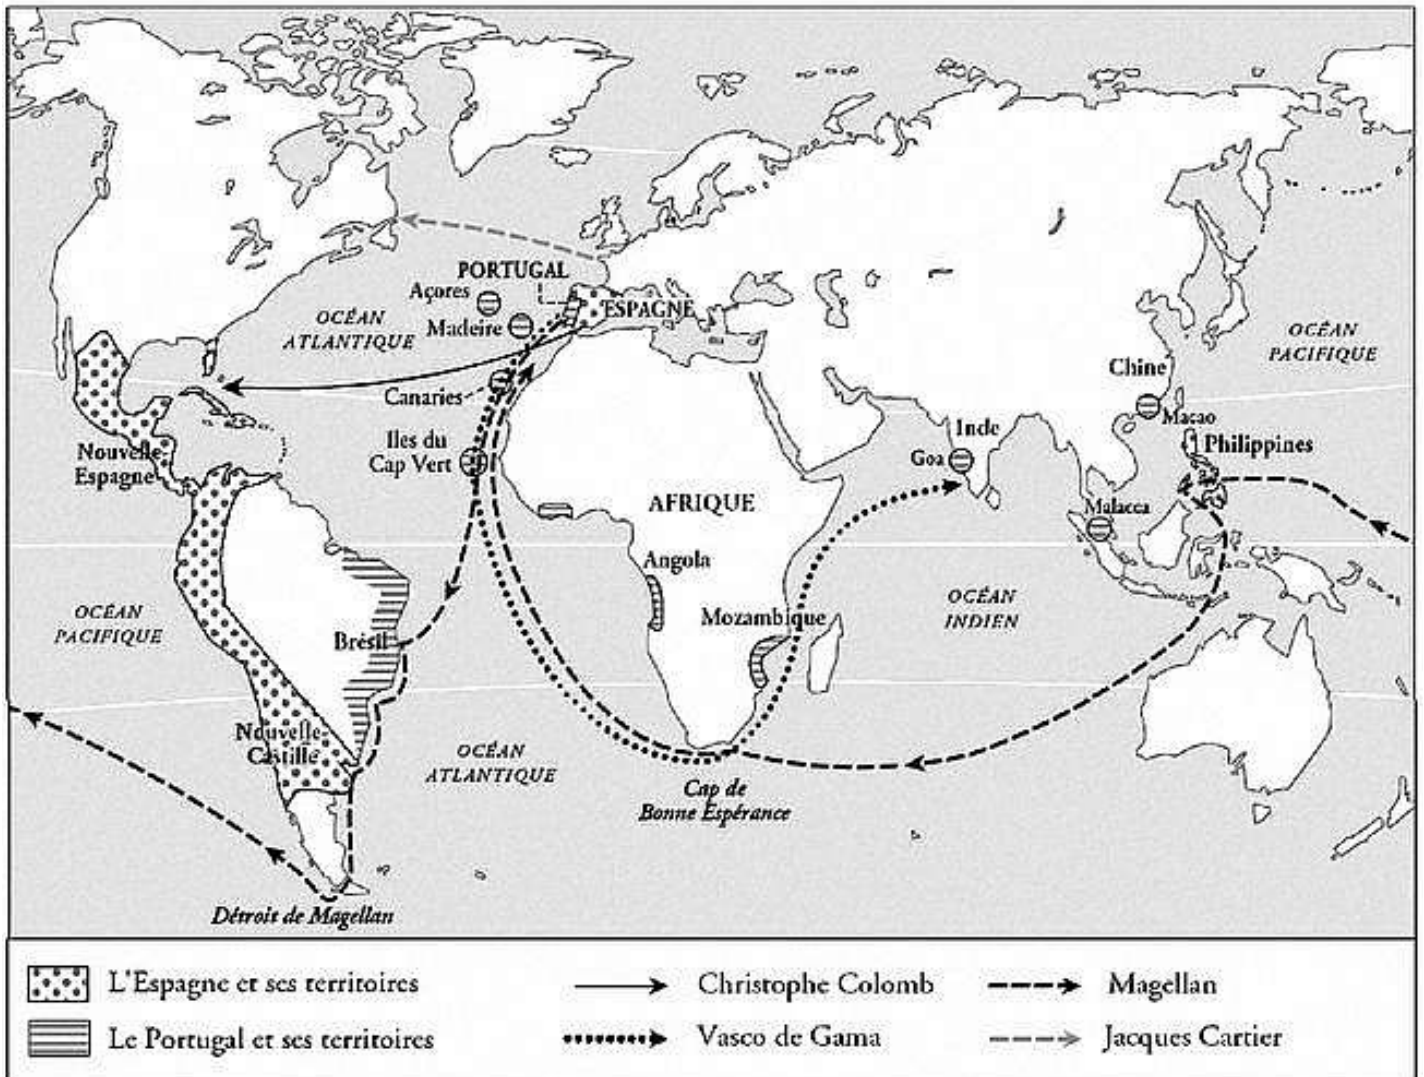 PORTUGAL
Açores
ESPAGNE
Madeire
OCÉAN
ATLANTIQUE
OCÉAN
PACIFIQUE
Chine
Canaries
Macao
Nouvelle
Espagne
Iles du
Cap Vert
Inde
Goa
Philippines
AFRIQUE
Malacca
Angola
OCÉAN
PACIFIQUE
Brésil
Mozambique
OCÉAN
INDIEN
Nouvelle
Castille
OCÉAN
ATLANTIQUE
Cap de
Bonne Espérance
Détroit de Magellan
L'Espagne et ses territoires
Christophe Colomb
Magellan
Le Portugal et ses territoires
Vasco de Gama
Jacques Cartier